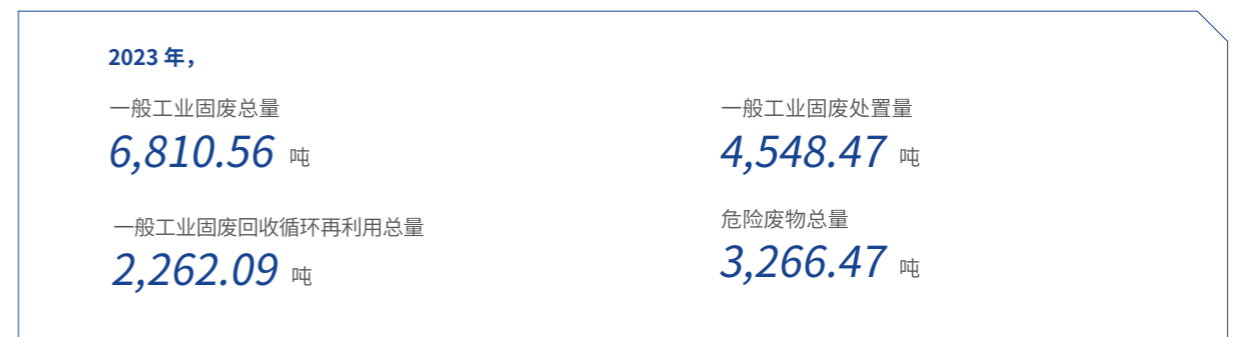 2023 年，
一般工业固废总量
6,810.56 吨
一般工业固废处置量
4,548.47 吨
一般工业固废回收循环再利用总量
2,262.09 吨
危险废物总量
3,266.47 吨